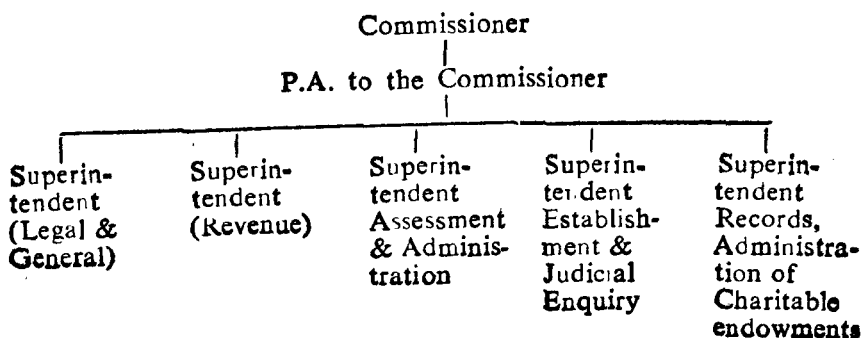 Commissioner
P.A. to the Commissioner
Superin-
tendent
(Legal &
General)
Superin-
tendent
(Revenue)
Superin-
tendent
Assessment
& Adminis-
tration
Superin-
tendent
Establish-
ment &
Judicial
Enquiry
Superin-
tendent
Records,
Administra-
tion of
Charitable
endowments